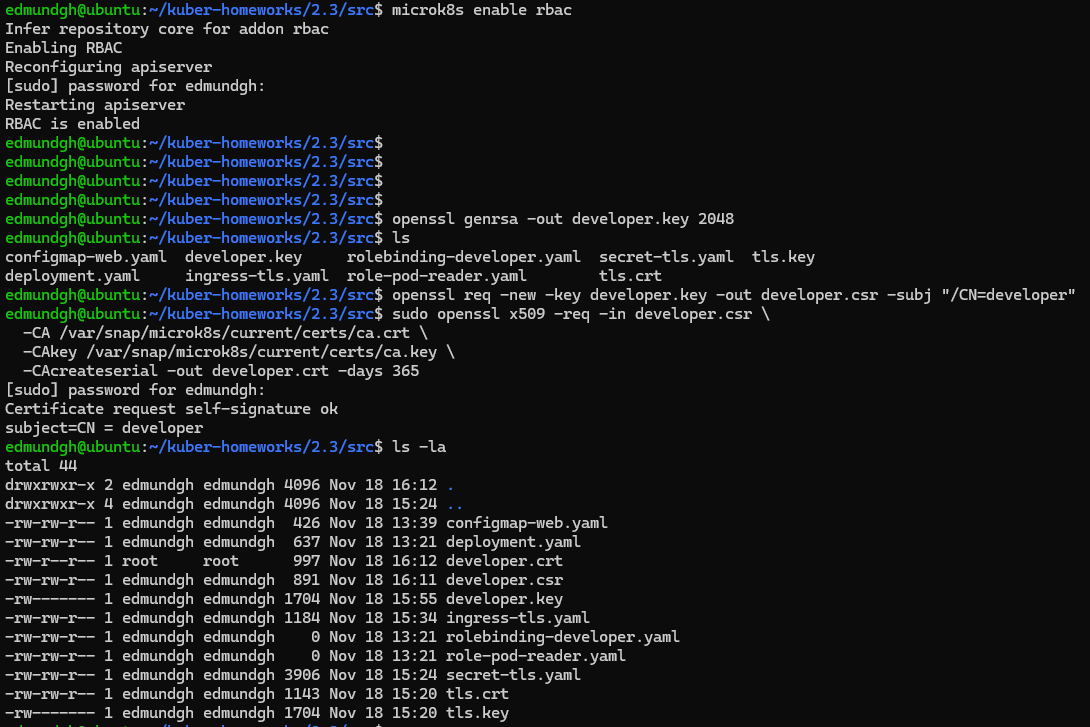 edmundgh@ubuntu:~/kuber-homeworks/2.3/src$ microk8s enable rbac
Infer repository core for addon rbac
Enabling RBAC
Reconfiguring apiserver
[sudo] password for edmundgh:
Restarting apiserver
RBAC is enabled
edmundgh@ubuntu:~/kuber-homeworks/2.3/src$
edmundgh@ubuntu:~/kuber-homeworks/2.3/src$
edmundgh@ubuntu:~/kuber-homeworks/2.3/src$
edmundgh@ubuntu:~/kuber-homeworks/2.3/src$
edmundgh@ubuntu:~/kuber-homeworks/2.3/src$ openssl genrsa -out developer.key 2048
edmundgh@ubuntu:~/kuber-homeworks/2.3/src$ ls
configmap-web.yaml  developer.key     rolebinding-developer.yaml  secret-tls.yaml  tls.key
deployment.yaml     ingress-tls.yaml  role-pod-reader.yaml        tls.crt
edmundgh@ubuntu:~/kuber-homeworks/2.3/src$ openssl req -new -key developer.key -out developer.csr -subj "/CN=developer"
edmundgh@ubuntu:~/kuber-homeworks/2.3/src$ sudo openssl x509 -req -in developer.csr \
  -CA /var/snap/microk8s/current/certs/ca.crt \
  -CAkey /var/snap/microk8s/current/certs/ca.key \
  -CAcreateserial -out developer.crt -days 365
[sudo] password for edmundgh:
Certificate request self-signature ok
subject=CN = developer
edmundgh@ubuntu:~/kuber-homeworks/2.3/src$ ls -la
total 44
drwxrwxr-x 2 edmundgh edmundgh 4096 Nov 18 16:12 .
drwxrwxr-x 4 edmundgh edmundgh 4096 Nov 18 15:24 ..
-rw-rw-r-- 1 edmundgh edmundgh  426 Nov 18 13:39 configmap-web.yaml
-rw-rw-r-- 1 edmundgh edmundgh  637 Nov 18 13:21 deployment.yaml
-rw-r--r-- 1 root     root      997 Nov 18 16:12 developer.crt
-rw-rw-r-- 1 edmundgh edmundgh  891 Nov 18 16:11 developer.csr
-rw------- 1 edmundgh edmundgh 1704 Nov 18 15:55 developer.key
-rw-rw-r-- 1 edmundgh edmundgh 1184 Nov 18 15:34 ingress-tls.yaml
-rw-rw-r-- 1 edmundgh edmundgh    0 Nov 18 13:21 rolebinding-developer.yaml
-rw-rw-r-- 1 edmundgh edmundgh    0 Nov 18 13:21 role-pod-reader.yaml
-rw-rw-r-- 1 edmundgh edmundgh 3906 Nov 18 15:24 secret-tls.yaml
-rw-rw-r-- 1 edmundgh edmundgh 1143 Nov 18 15:20 tls.crt
-rw------- 1 edmundgh edmundgh 1704 Nov 18 15:20 tls.key